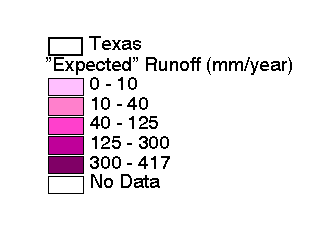 Texas
"Expected" Runoff (mm/year)
0 - 10
10 - 40
40 - 125
125 - 300
300 - 417
No Data